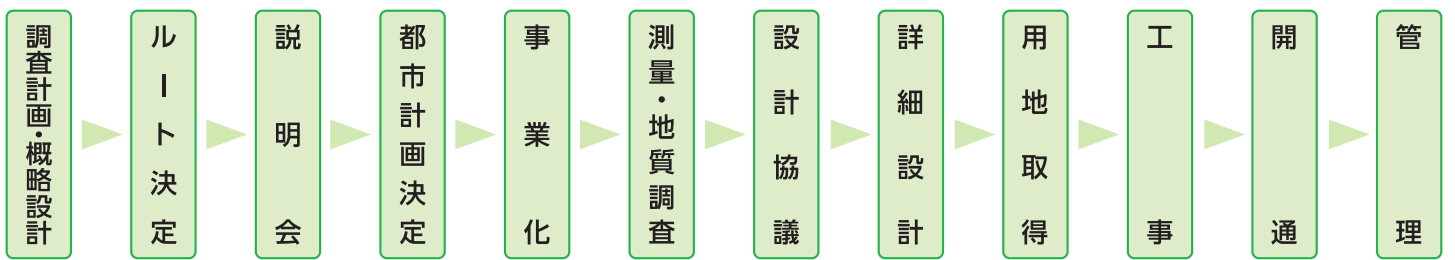 調査計画・概略設計
ルート決定
説明会
都市計画決定
事業化
測量・地質調査
設計協議
詳細設計
用地取得
工事
開通
管理